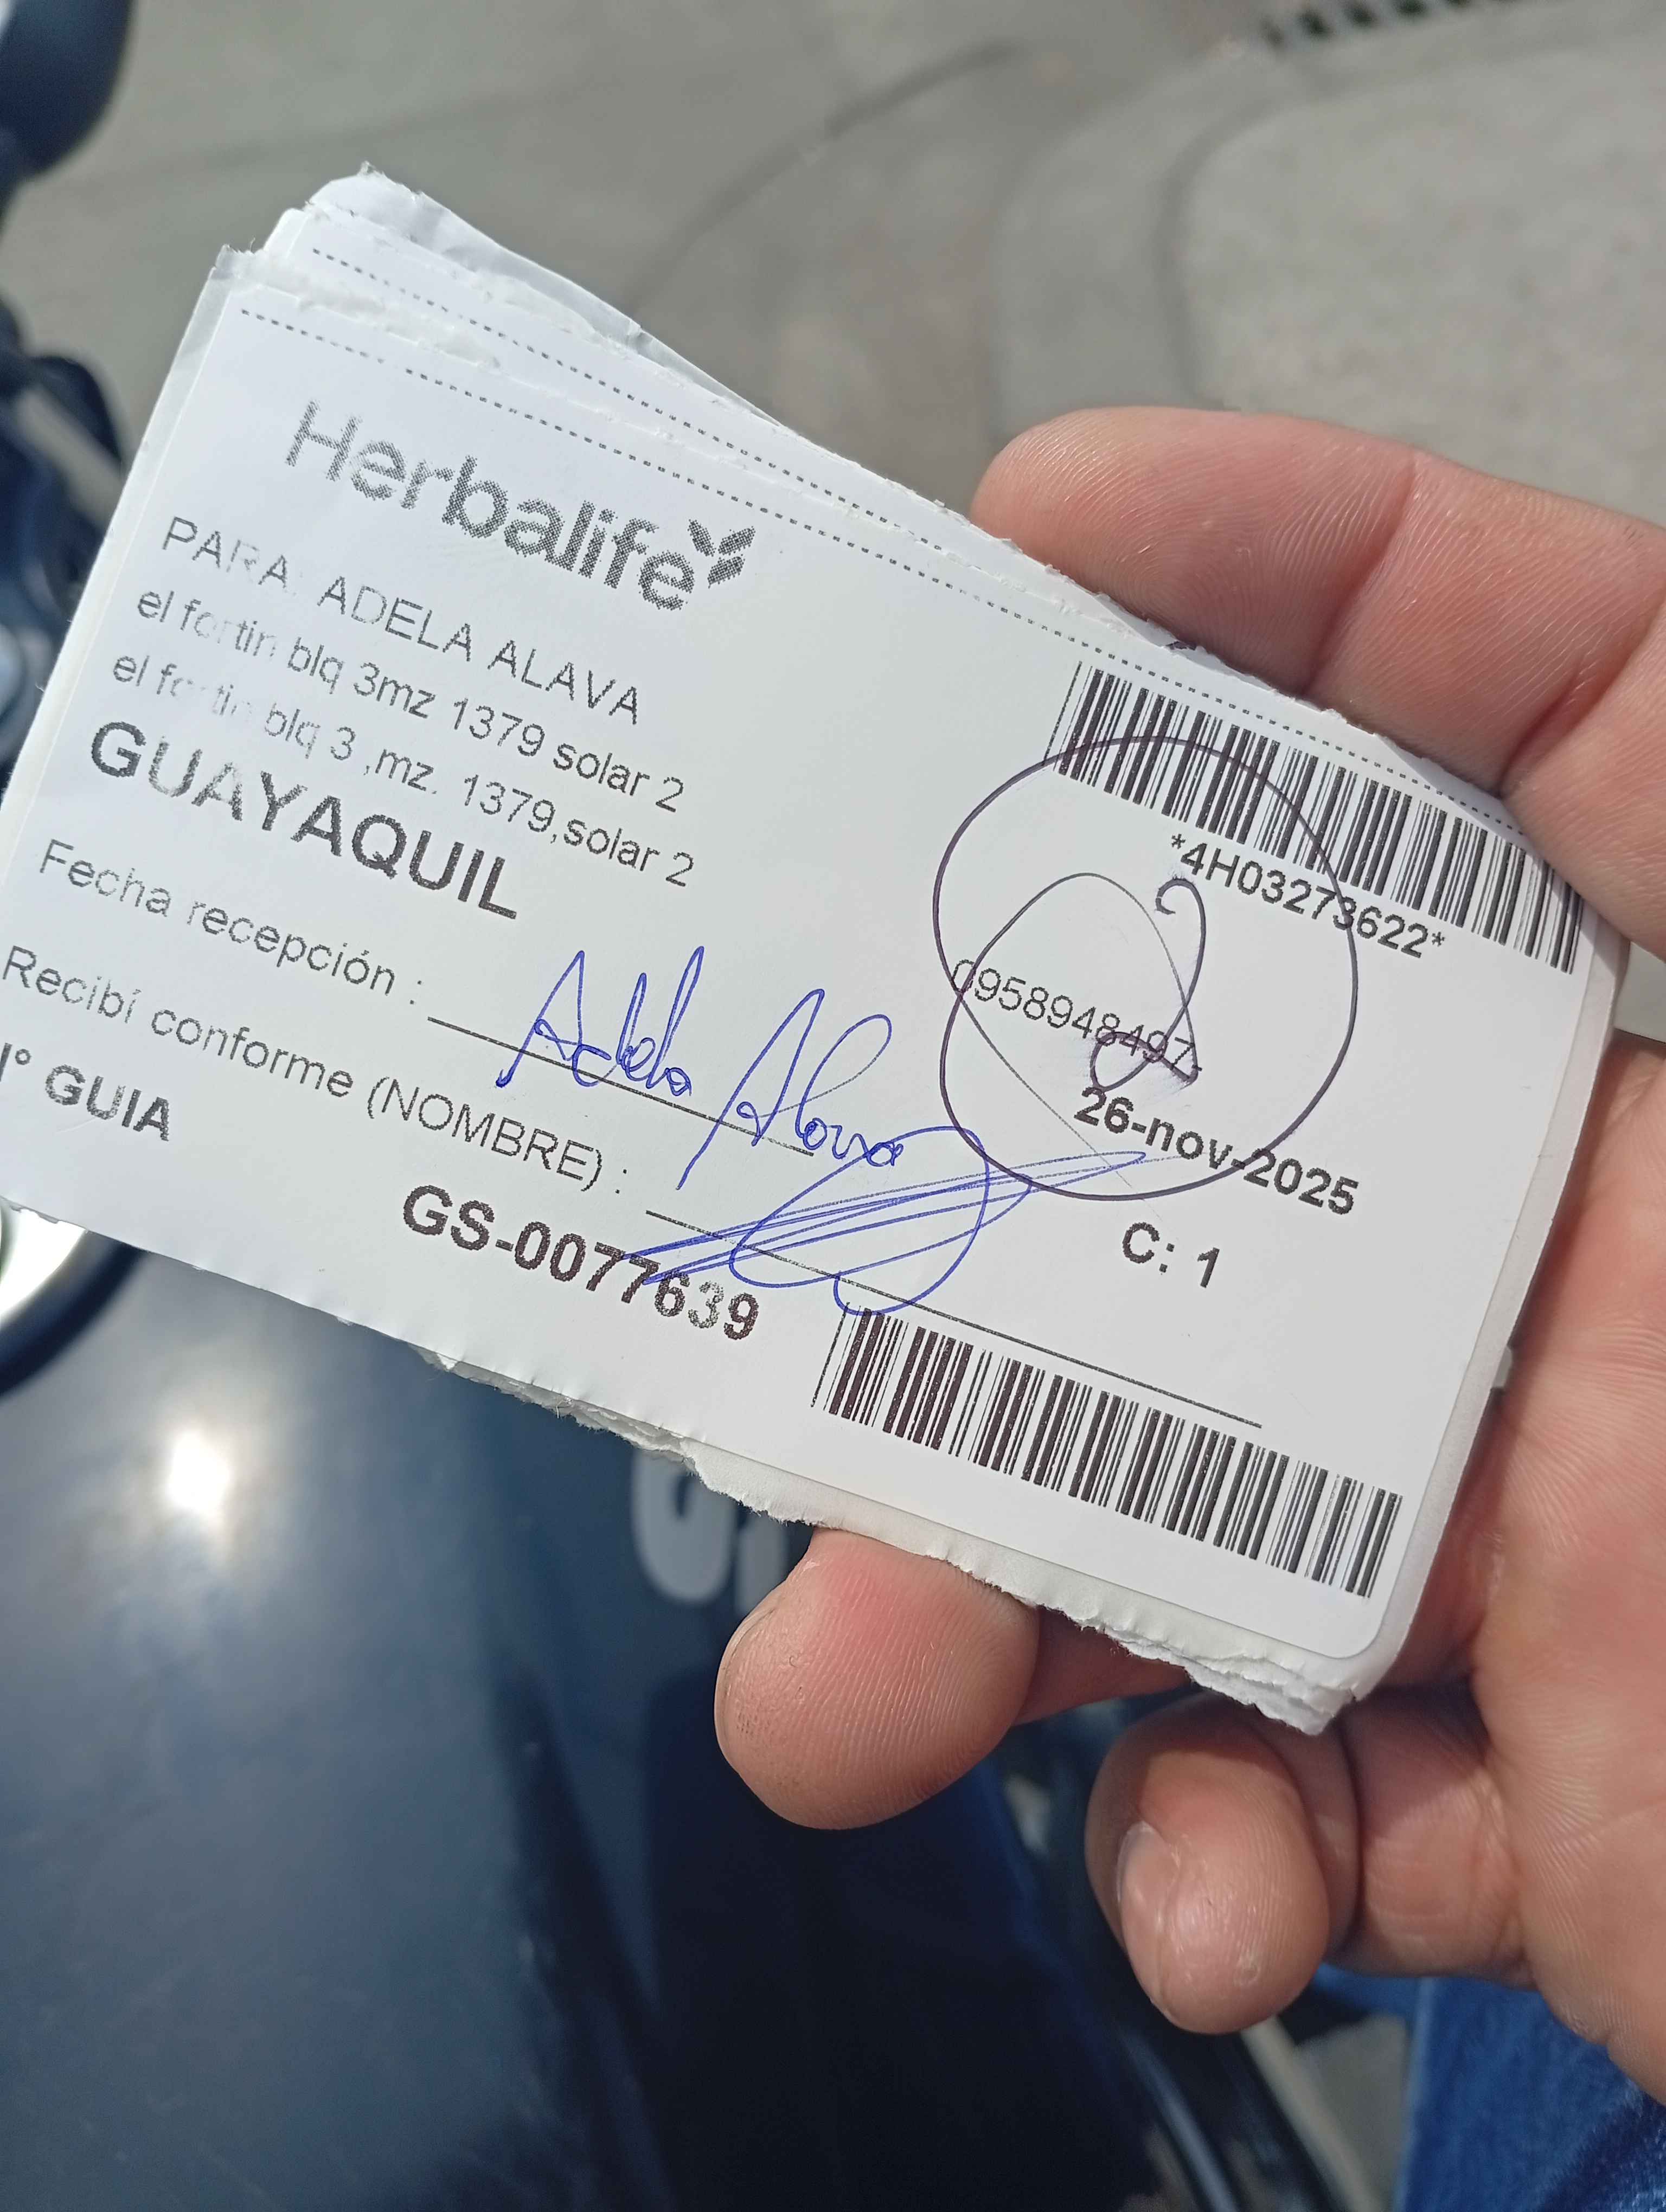 Herbalife
PARA: ADELA ALAVA
el fortin blq 3mz 1379 solar 2
el fortin blq 3 ,mz. 1379,solar 2
GUAYAQUIL
*4H03273622*
2
0958948497
26-nov-2025
C: 1
Fecha recepción :
Adela Alava
Recibí conforme (NOMBRE) :
N° GUIA
GS-0077639